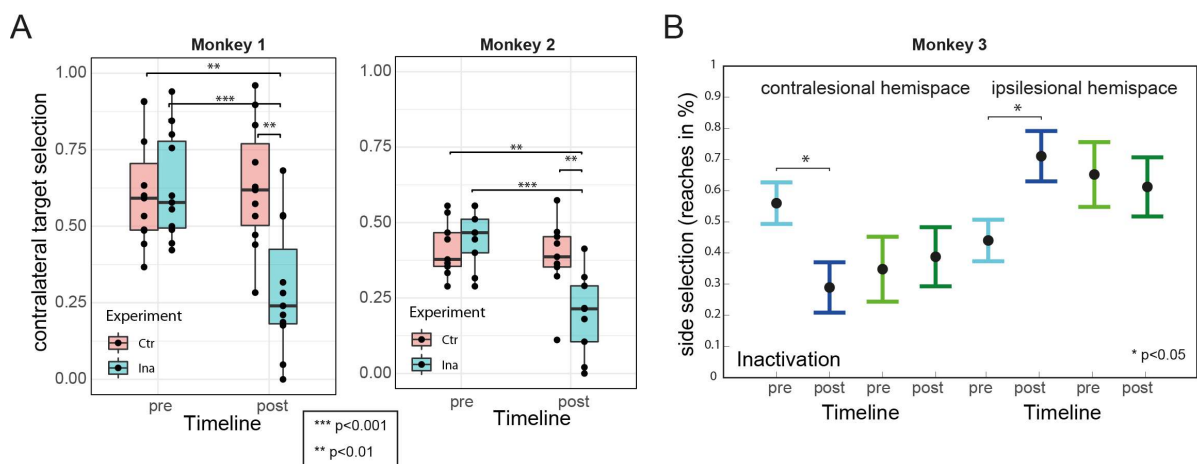 A
Monkey 1
contralateral target selection
1.00
0.75
0.50
0.25
0.00
**
***
**
Experiment
Ctr
Ina
pre
post
Timeline
Monkey 2
1.00
0.75
0.50
0.25
0.00
**
**
***
Experiment
Ctr
Ina
pre
post
Timeline
*** p<0.001
** p<0.01
B
Monkey 3
side selection (reaches in %)
1
0.9
0.8
0.7
0.6
0.5
0.4
0.3
0.2
0.1
0
contralesional hemispace
ipsilesional hemispace
*
*
Inactivation
* p<0.05
pre
post
pre
post
pre
post
pre
post
Timeline
Timeline